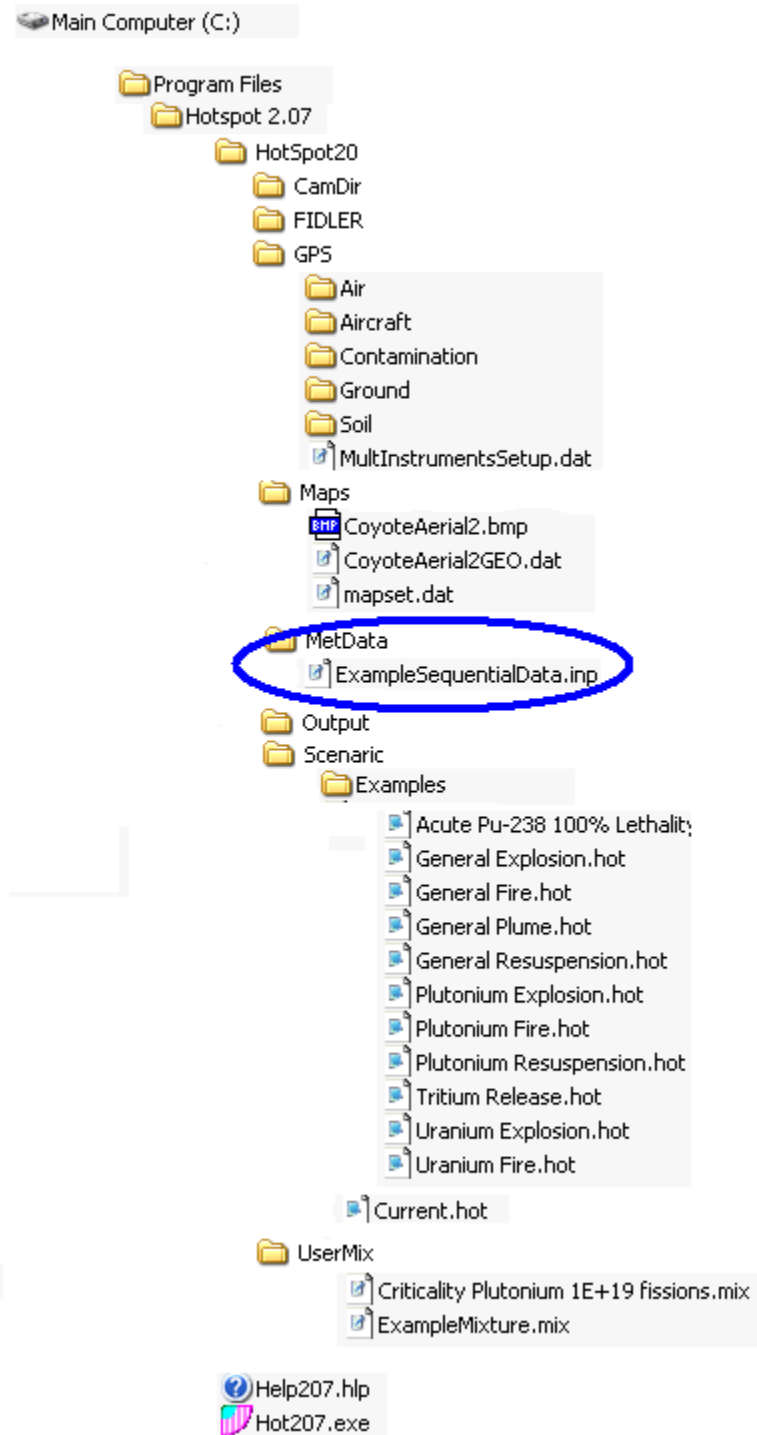 Main Computer (C:)
Program Files
Hotspot 2.07
HotSpot20
CamDir
FIDLER
GPS
Air
Aircraft
Contamination
Ground
Soil
MultInstrumentsSetup.dat
Maps
BMP CoyoteAerial2.bmp
CoyoteAerial2GEO.dat
mapset.dat
MetData
ExampleSequentialData.inp
Output
Scenaric
Examples
Acute Pu-238 100% Lethality
General Explosion.hot
General Fire.hot
General Plume.hot
General Resuspension.hot
Plutonium Explosion.hot
Plutonium Fire.hot
Plutonium Resuspension.hot
Tritium Release.hot
Uranium Explosion.hot
Uranium Fire.hot
Current.hot
UserMix
Criticality Plutonium 1E+19 fissions.mix
ExampleMixture.mix
Help207.hlp
Hot207.exe